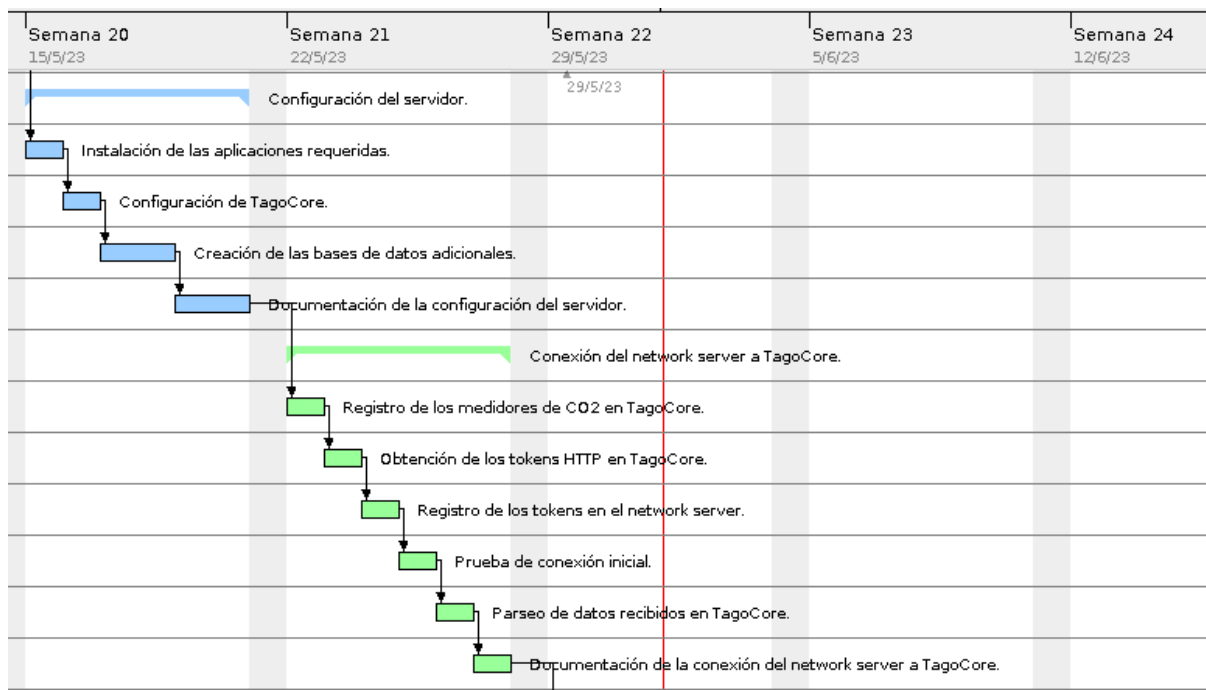 Semana 20
Semana 21
Semana 22
Semana 23
Semana 24
15/5/23
22/5/23
29/5/23
5/6/23
12/6/23
29/5/23
Configuración del servidor.
Instalación de las aplicaciones requeridas.
Configuración de TagoCore.
Creación de las bases de datos adicionales.
Documentación de la configuración del servidor.
Conexión del network server a TagoCore.
Registro de los medidores de CO2 en TagoCore.
Obtención de los tokens HTTP en TagoCore.
Registro de los tokens en el network server.
Prueba de conexión inicial.
Parseo de datos recibidos en TagoCore.
Documentación de la conexión del network server a TagoCore.